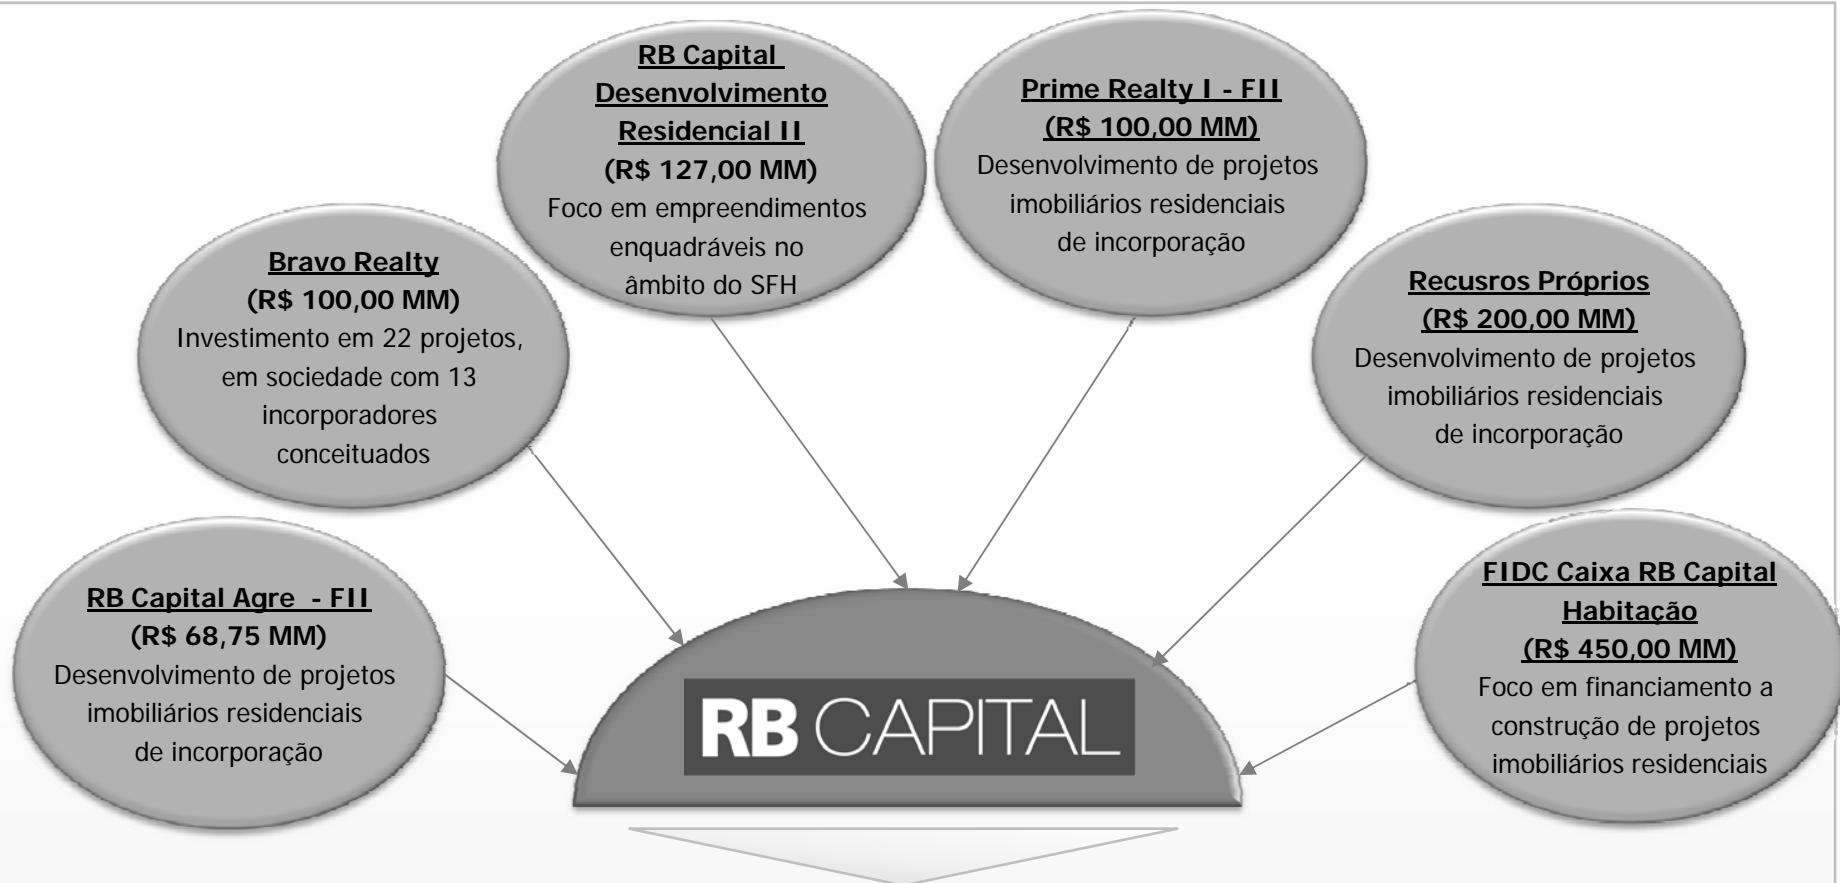 RB Capital
Desenvolvimento
Residencial II
(R$ 127,00 MM)
Foco em empreendimentos
enquadráveis no
âmbito do SFH
Prime Realty I - FII
(R$ 100,00 MM)
Desenvolvimento de projetos
imobiliários residenciais
de incorporação
Bravo Realty
(R$ 100,00 MM)
Investimento em 22 projetos,
em sociedade com 13
incorporadores
conceituados
Recusros Próprios
(R$ 200,00 MM)
Desenvolvimento de projetos
imobiliários residenciais
de incorporação
RB Capital Agre - FII
(R$ 68,75 MM)
Desenvolvimento de projetos
imobiliários residenciais
de incorporação
FIDC Caixa RB Capital
Habitação
(R$ 450,00 MM)
Foco em financiamento a
construção de projetos
imobiliários residenciais
RB CAPITAL